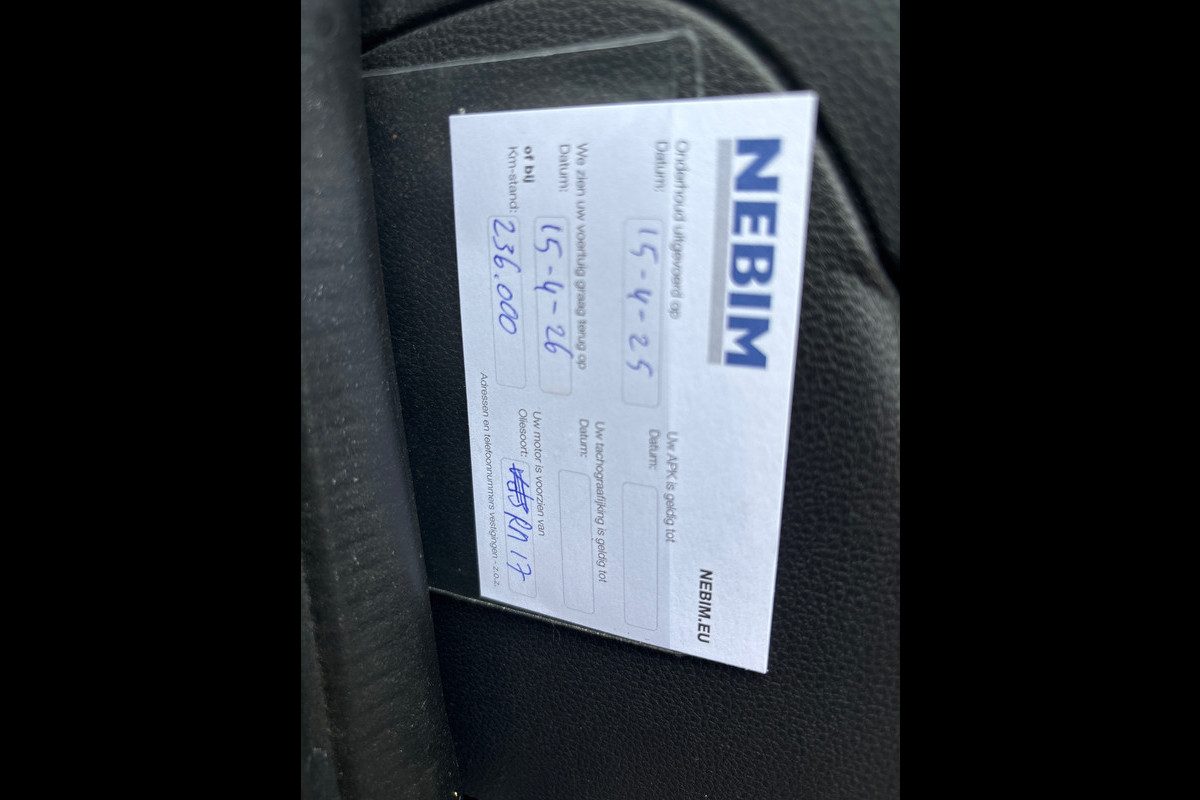 NEBIM
NEBIM.EU
Onderhoud uitgevoerd op
Datum: 15-4-25
Uw APK is geldig tot
Datum:
We zien uw voertuig graag terug op
Datum: 15-4-26
of bij
Km-stand: 236.000
Uw tachograafijking is geldig tot
Datum:
Uw motor is voorzien van
Oliesoort: RN 17
Adressen en telefoonnummers vestigingen - z.o.z.